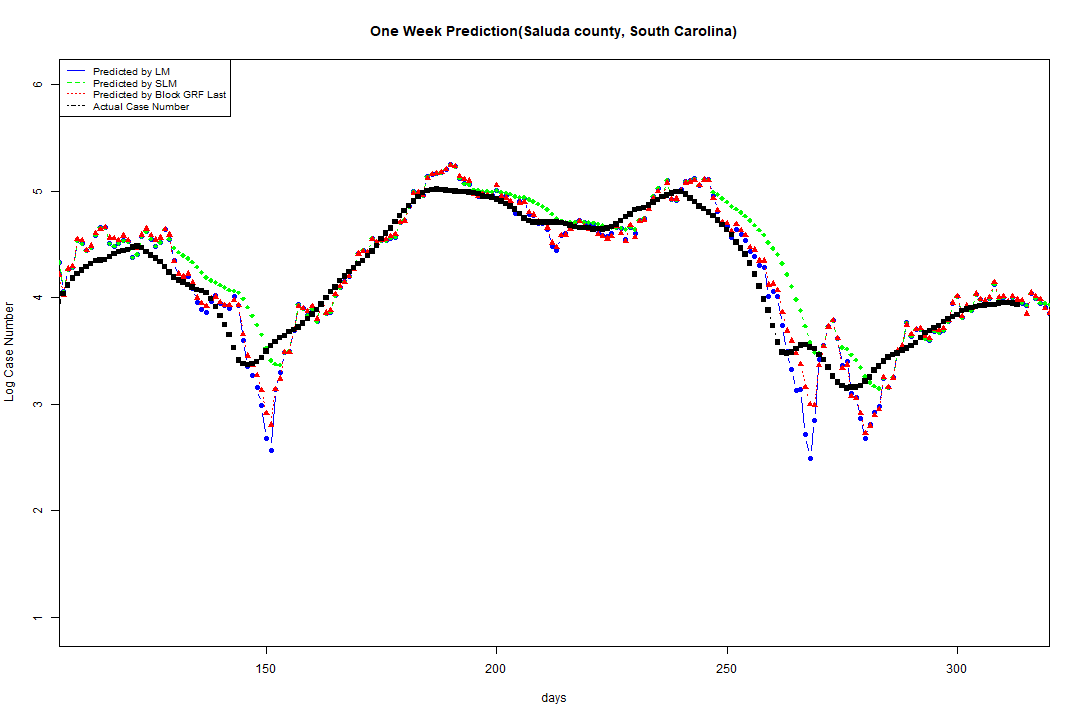 One Week Prediction(Saluda county, South Carolina)
Predicted by LM
Predicted by SLM
Predicted by Block GRF Last
Actual Case Number
Log Case Number
6
5
4
3
2
1
150
200
250
300
days